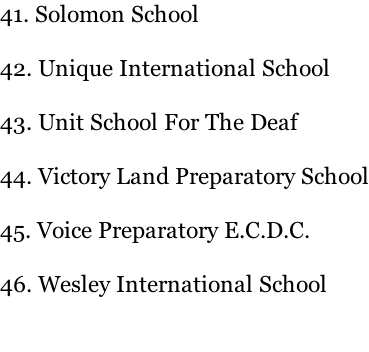 41. Solomon School
42. Unique International School
43. Unit School For The Deaf
44. Victory Land Preparatory School
45. Voice Preparatory E.C.D.C.
46. Wesley International School